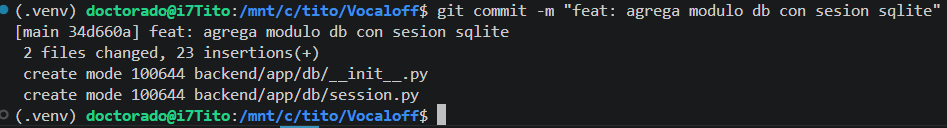 (.venv) doctorado@i7Tito:/mnt/c/tito/Vocaloff$ git commit -m "feat: agrega modulo db con sesion sqlite"
[main 34d660a] feat: agrega modulo db con sesion sqlite
 2 files changed, 23 insertions(+)
 create mode 100644 backend/app/db/__init__.py
 create mode 100644 backend/app/db/session.py
(.venv) doctorado@i7Tito:/mnt/c/tito/Vocaloff$